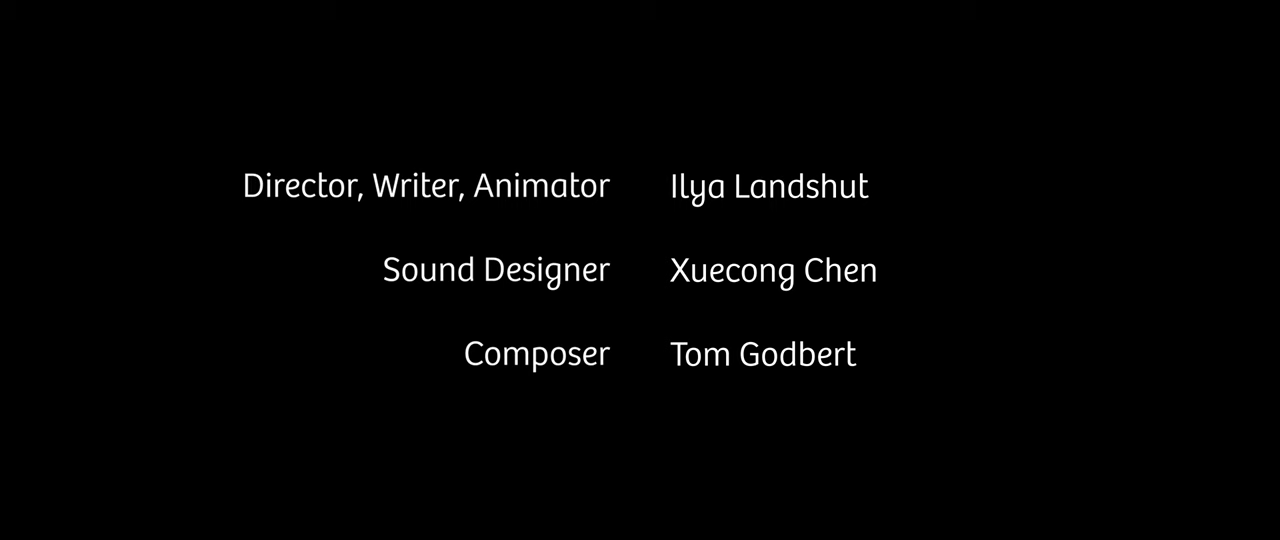 Director, Writer, Animator Ilya Landshut
Sound Designer Xuecong Chen
Composer Tom Godbert